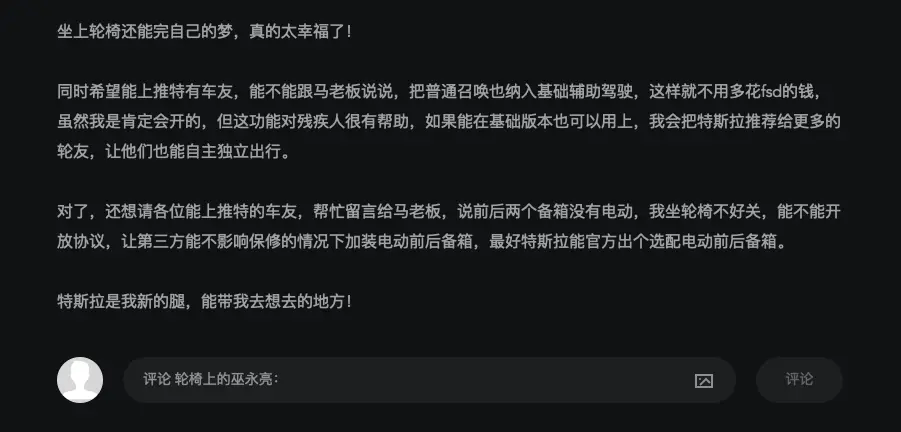 坐上轮椅还能完自己的梦，真的太幸福了！
同时希望能上推特有车友，能不能跟马老板说说，把普通召唤也纳入基础辅助驾驶，这样就不用多花fsd的钱，
虽然我是肯定会开的，但这功能对残疾人很有帮助，如果能在基础版本也可以用上，我会把特斯拉推荐给更多的
轮友，让他们也能自主独立出行。
对了，还想请各位能上推特的车友，帮忙留言给马老板，说前后两个备箱没有电动，我坐轮椅不好关，能不能开
放协议，让第三方能不影响保修的情况下加装电动前后备箱，最好特斯拉能官方出个选配电动前后备箱。
特斯拉是我新的腿，能带我去想去的地方！
评论 轮椅上的巫永亮：
评论